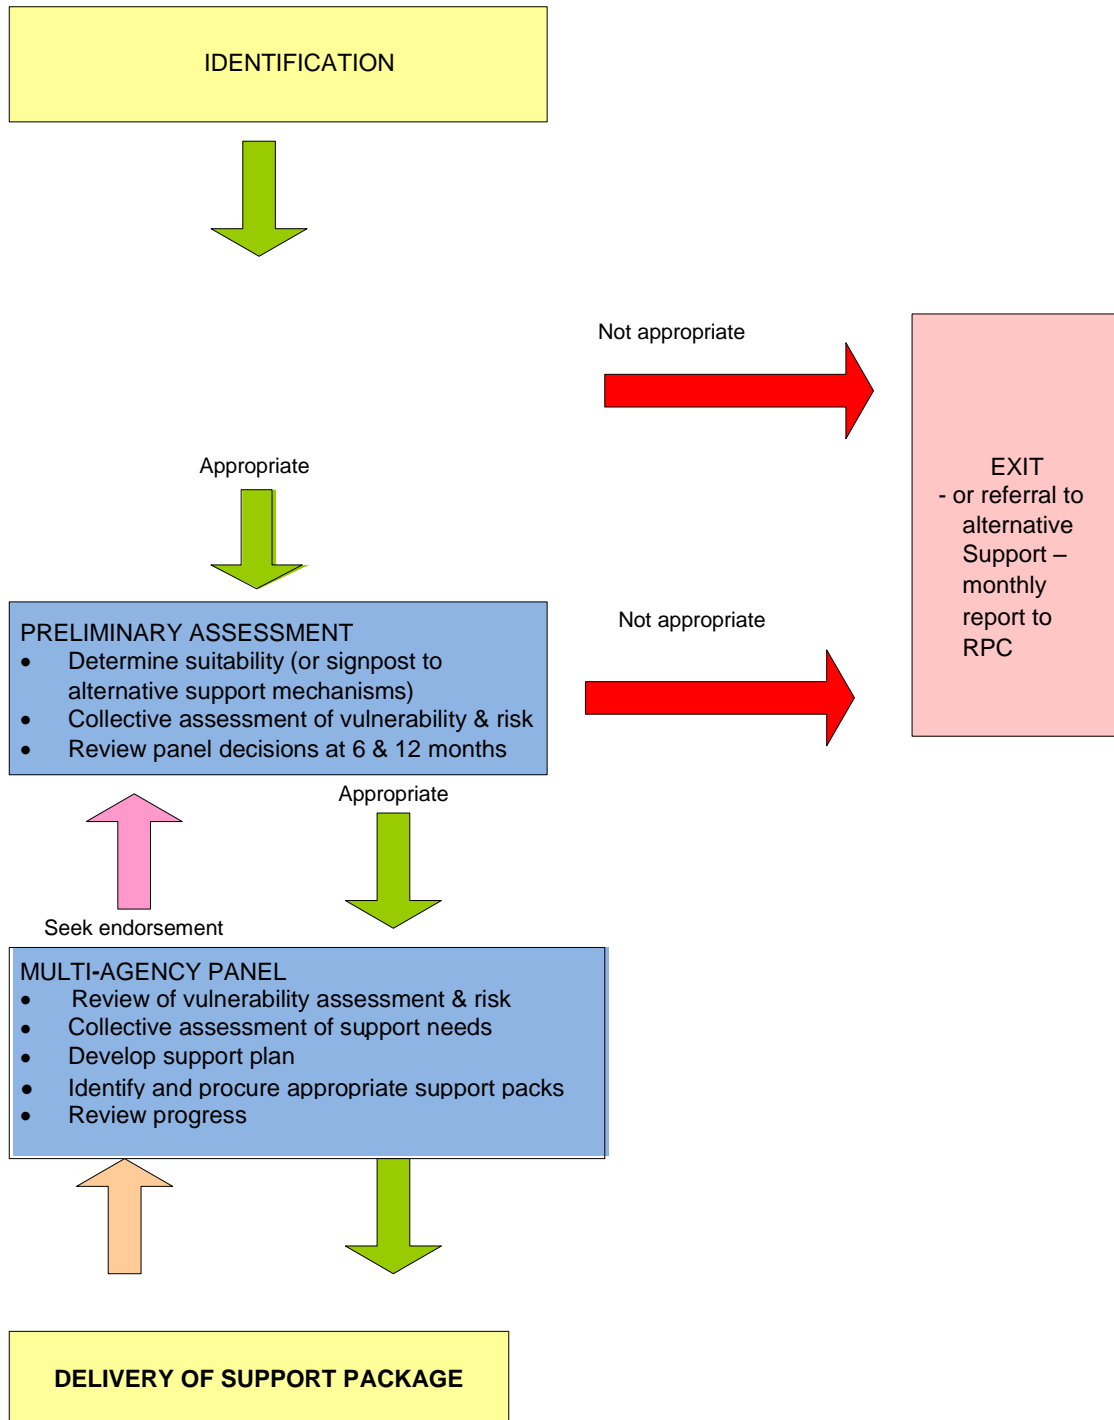 IDENTIFICATION
Not appropriate
Appropriate
EXIT
- or referral to
alternative
Support –
monthly
report to
RPC
Not appropriate
PRELIMINARY ASSESSMENT
• Determine suitability (or signpost to
alternative support mechanisms)
• Collective assessment of vulnerability & risk
• Review panel decisions at 6 & 12 months
Appropriate
Seek endorsement
MULTI-AGENCY PANEL
• Review of vulnerability assessment & risk
• Collective assessment of support needs
• Develop support plan
• Identify and procure appropriate support packs
• Review progress
DELIVERY OF SUPPORT PACKAGE